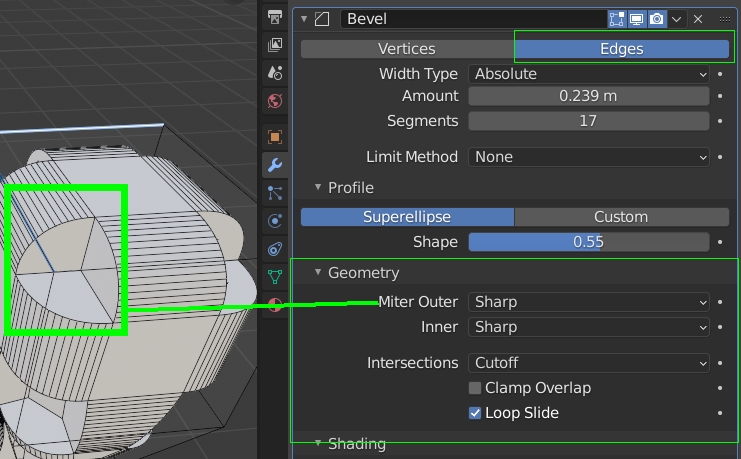 Bevel
Vertices Edges
Width Type Absolute
Amount 0.239 m
Segments 17
Limit Method None
Profile
Superellipse Custom
Shape 0.55
Geometry
Miter Outer Sharp
Inner Sharp
Intersections Cutoff
Clamp Overlap
Loop Slide
Shading